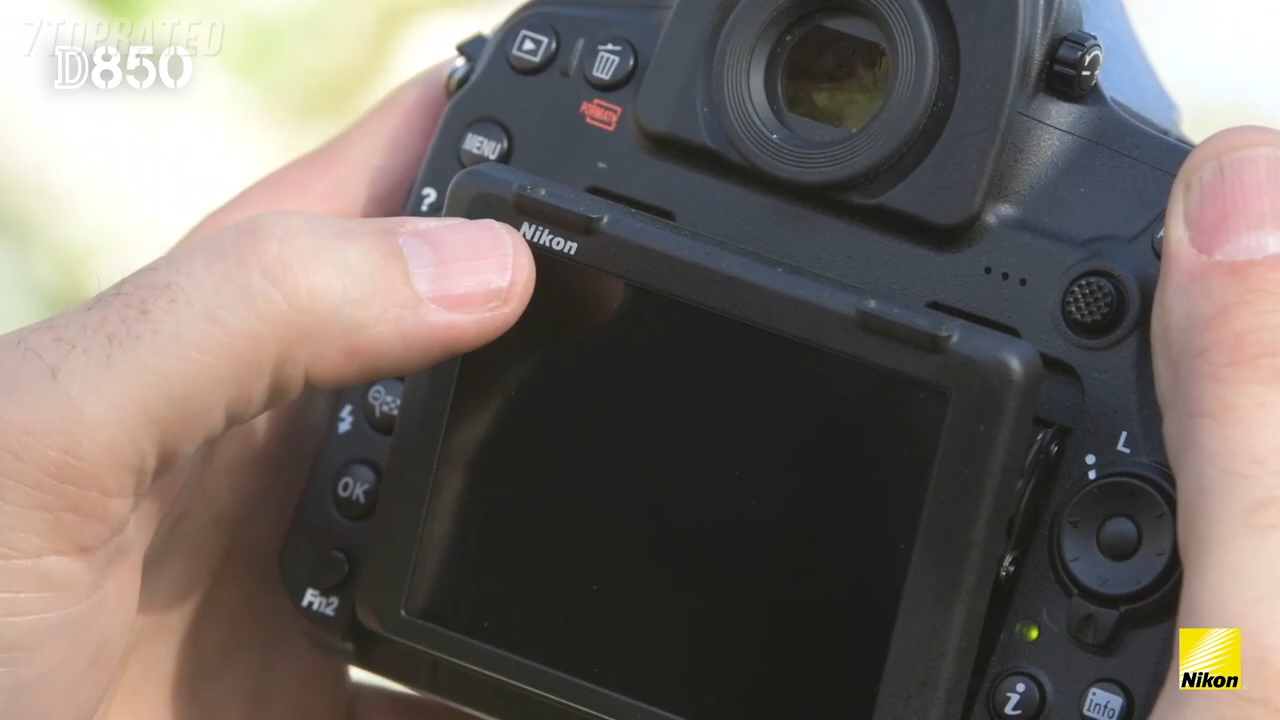 7TOPRATED
D850
FORMAT
MENU
?
Nikon
L
OK
Fn2
i
info
Nikon